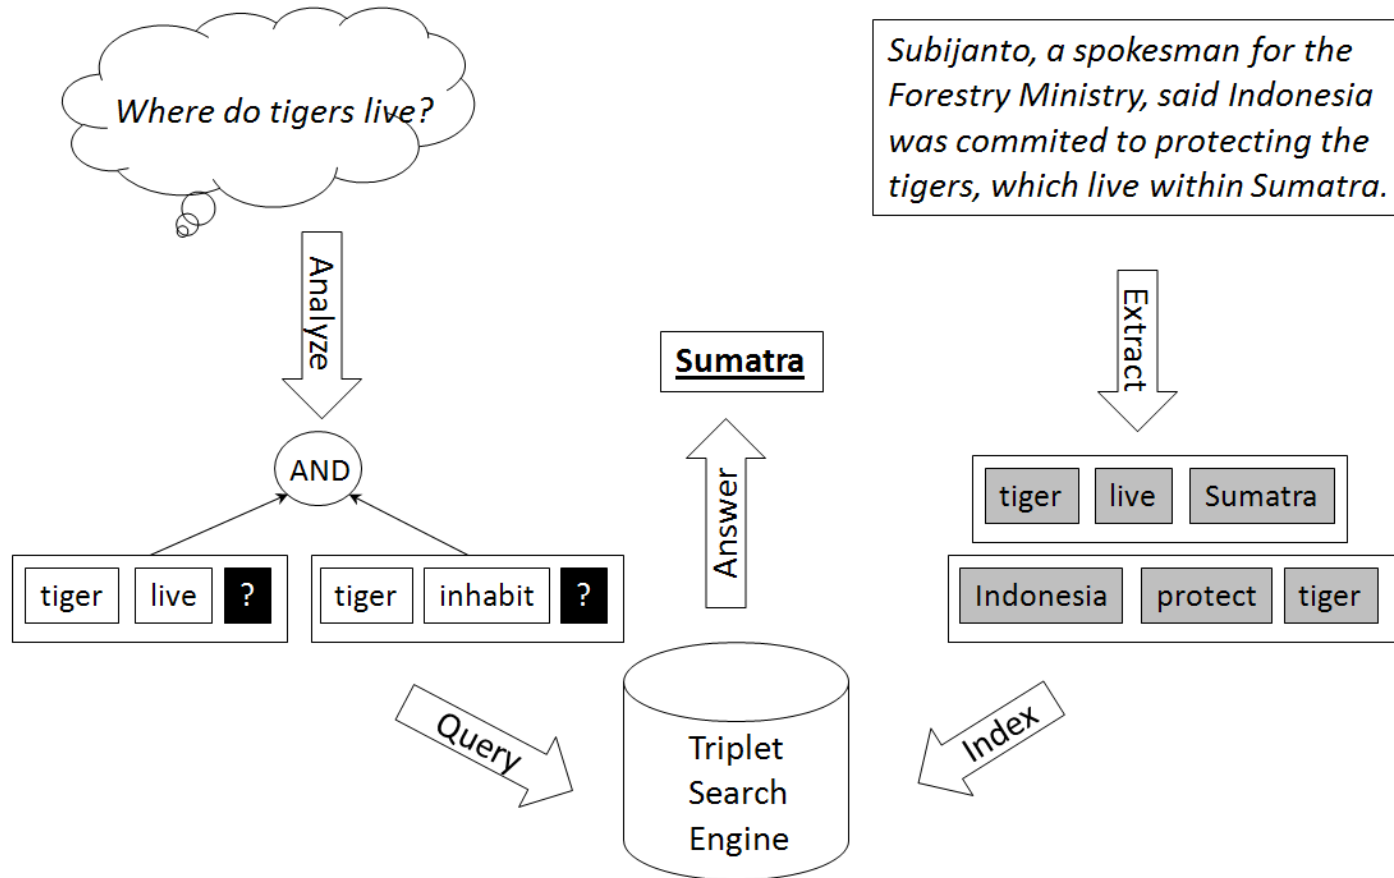 Where do tigers live?
Subijanto, a spokesman for the
Forestry Ministry, said Indonesia
was commited to protecting the
tigers, which live within Sumatra.
Analyze
Extract
Sumatra
AND
Answer
tiger live ?
tiger inhabit ?
tiger live Sumatra
Indonesia protect tiger
Query
Index
Triplet
Search
Engine